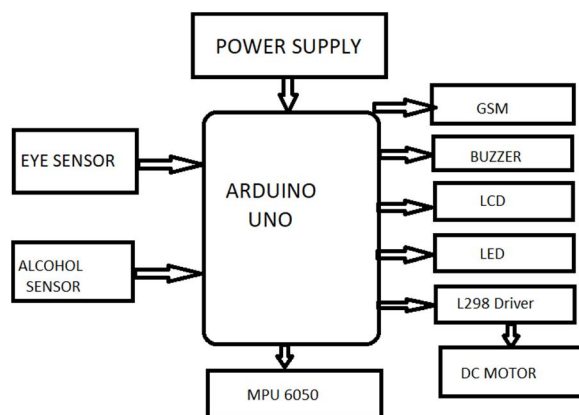 POWER SUPPLY
GSM
EYE SENSOR
BUZZER
ARDUINO
UNO
LCD
LED
ALCOHOL
SENSOR
L298 Driver
DC MOTOR
MPU 6050